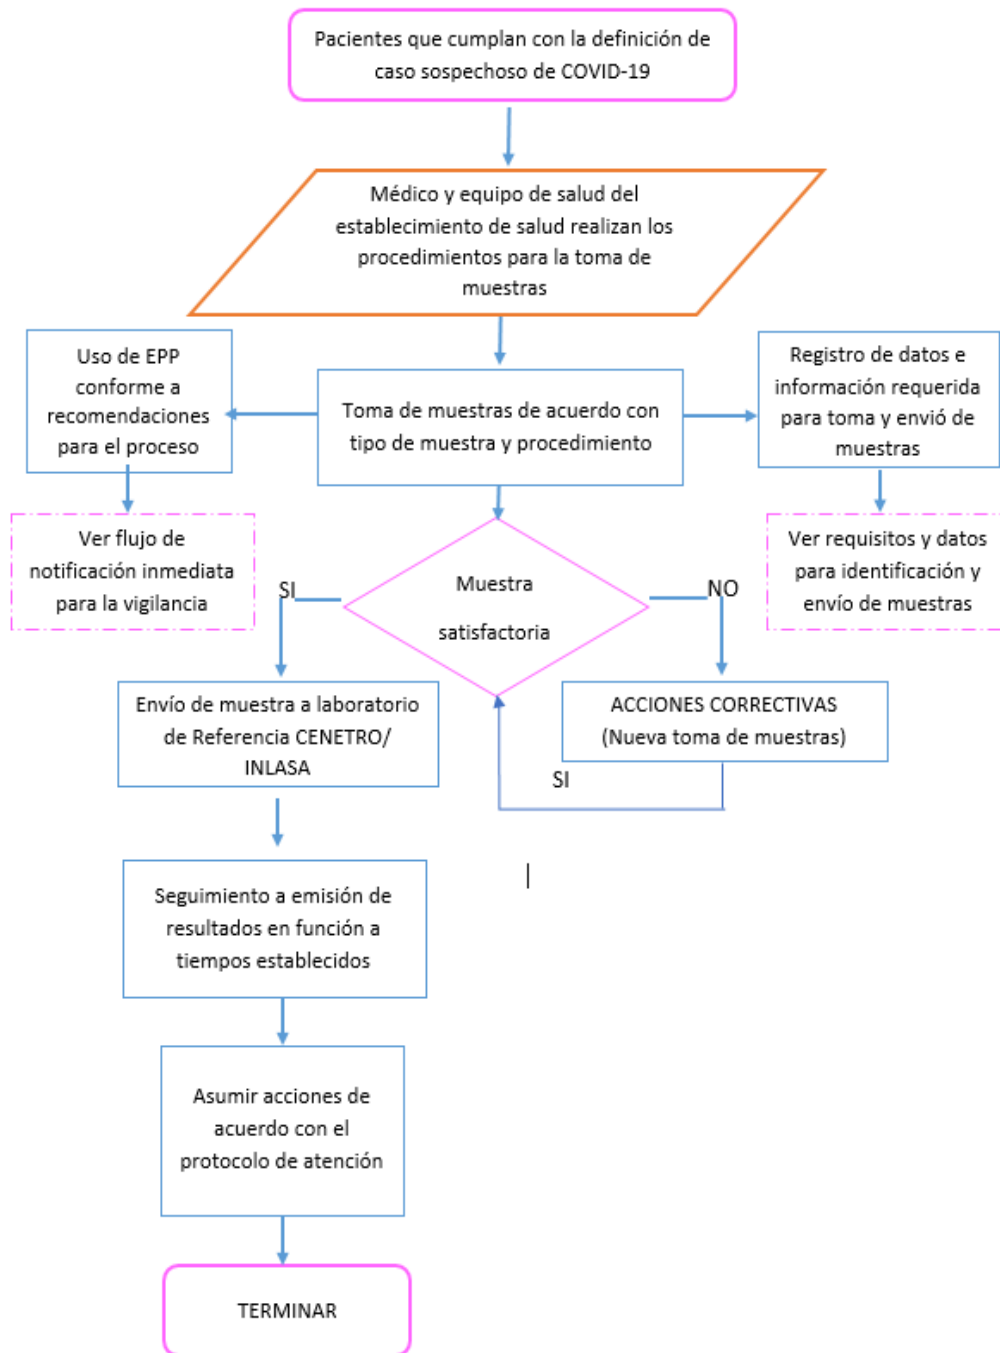 Pacientes que cumplan con la definición de
caso sospechoso de COVID-19
Médico y equipo de salud del
establecimiento de salud realizan los
procedimientos para la toma de
muestras
Uso de EPP
conforme a
recomendaciones
para el proceso
Toma de muestras de acuerdo con
tipo de muestra y procedimiento
Registro de datos e
información requerida
para toma y envió de
muestras
Ver flujo de
notificación inmediata
para la vigilancia
Ver requisitos y datos
para identificación y
envío de muestras
SI
Muestra
satisfactoria
NO
Envío de muestra a laboratorio
de Referencia CENETRO/
INLASA
ACCIONES CORRECTIVAS
(Nueva toma de muestras)
SI
Seguimiento a emisión de
resultados en función a
tiempos establecidos
Asumir acciones de
acuerdo con el
protocolo de atención
TERMINAR